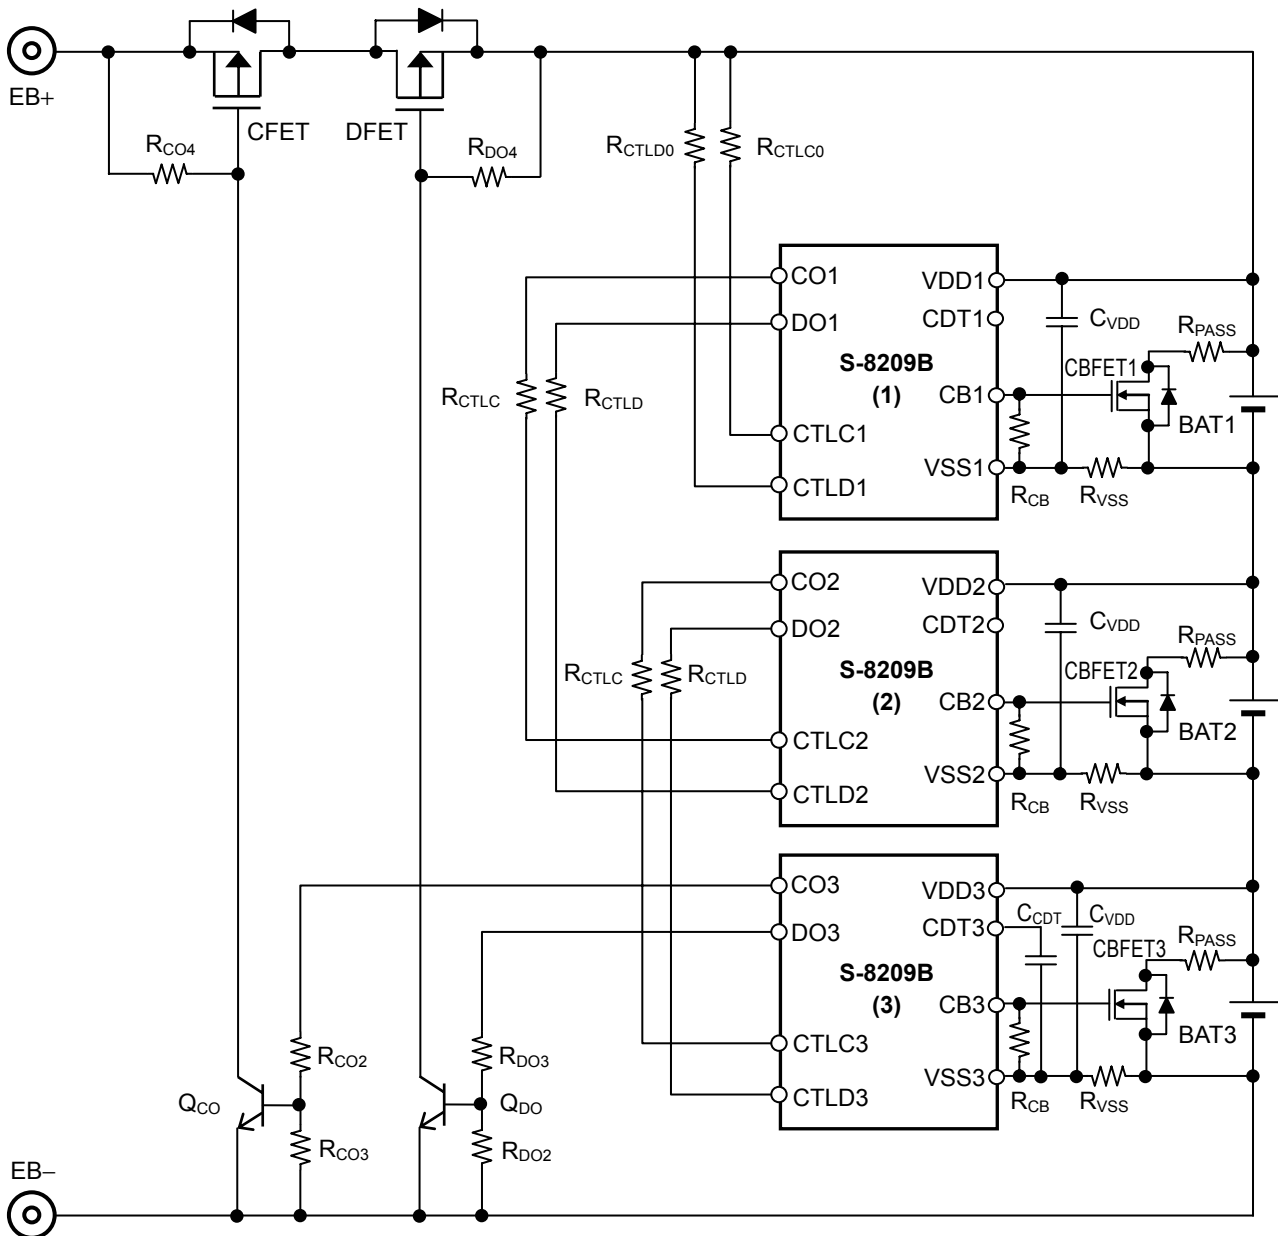 EB+
CFET
DFET
RCO4
RDO4
RCTLD0
RCTLC0
CO1
DO1
S-8209B
(1)
CTLC1
CTLD1
VDD1
CDT1
CB1
VSS1
CVDD
RPASS
CBFET1
BAT1
RCB
RVSS
RCTLC
RCTLD
CO2
DO2
S-8209B
(2)
CTLC2
CTLD2
VDD2
CDT2
CB2
VSS2
CVDD
RPASS
CBFET2
BAT2
RCB
RVSS
RCTLC
RCTLD
CO3
DO3
S-8209B
(3)
CTLC3
CTLD3
VDD3
CDT3
CB3
VSS3
CCDT
CVDD
RPASS
CBFET3
BAT3
RCB
RVSS
RCO2
RDO3
QCO
QDO
RCO3
RDO2
EB−